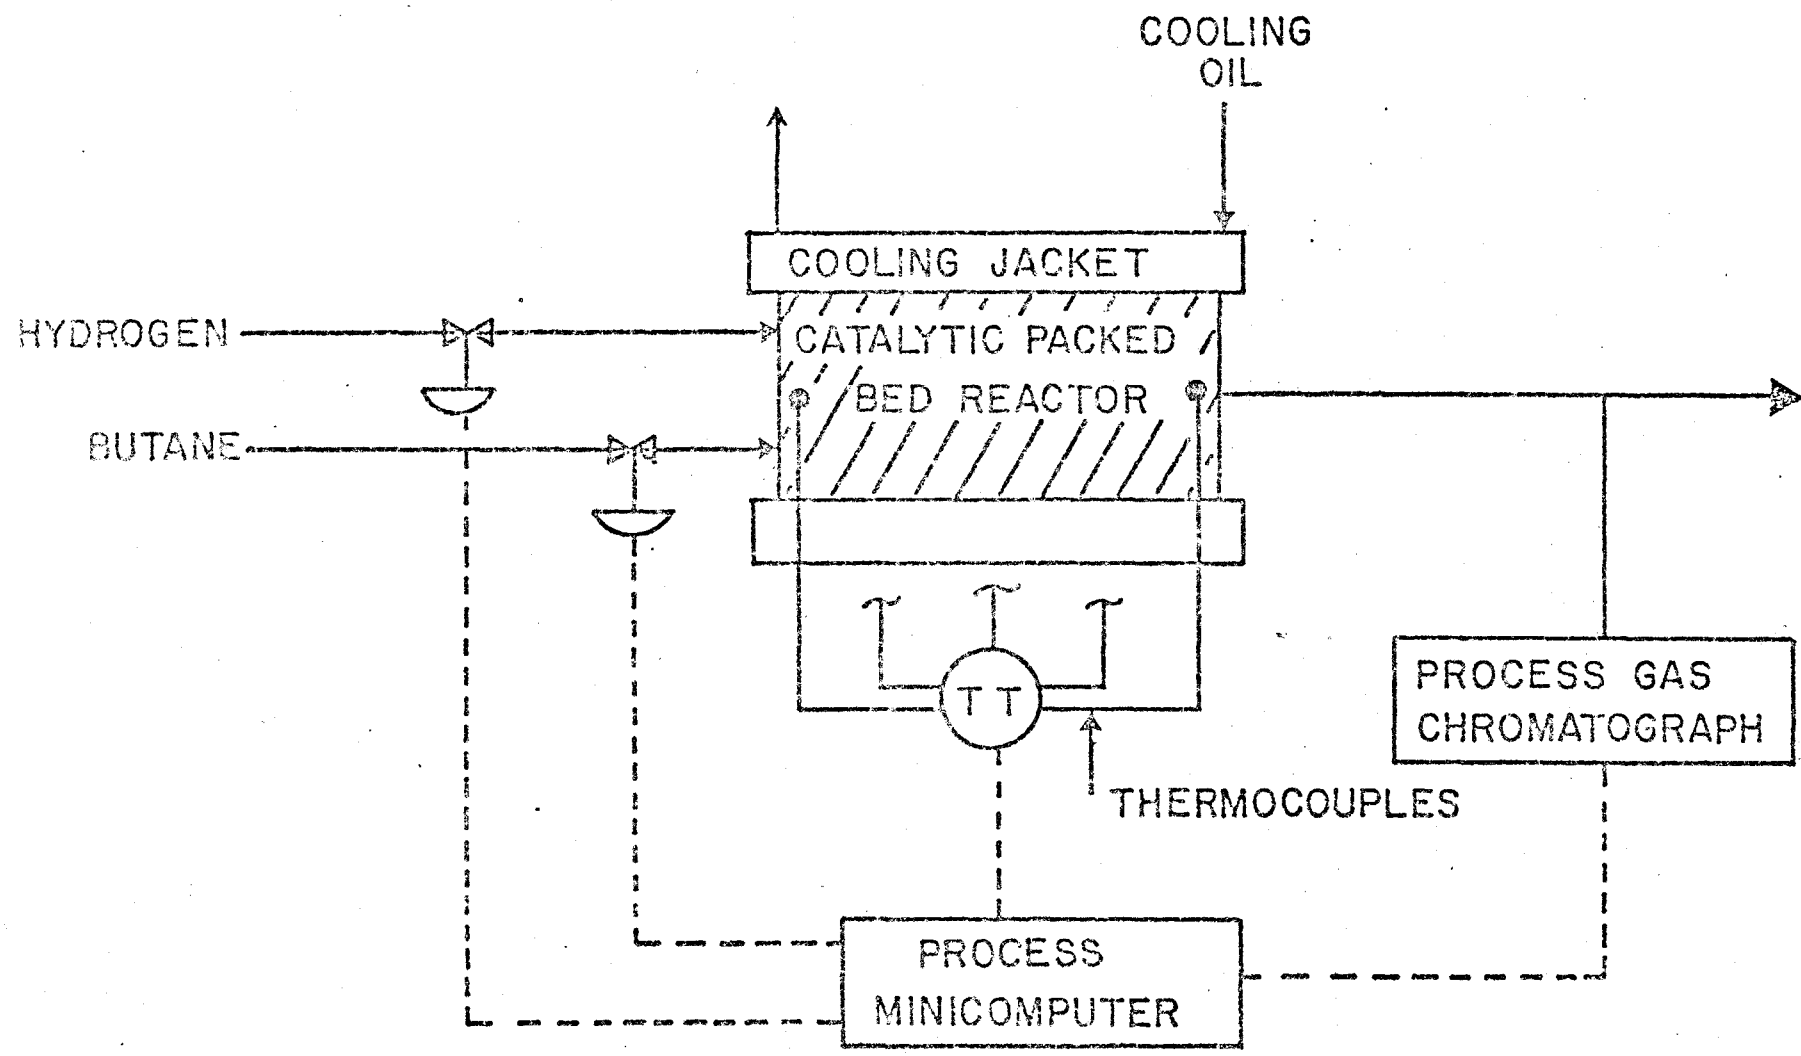 COOLING
OIL
COOLING JACKET
HYDROGEN
CATALYTIC PACKED
BED REACTOR
BUTANE
TT
PROCESS GAS
CHROMATOGRAPH
THERMOCOUPLES
PROCESS
MINICOMPUTER